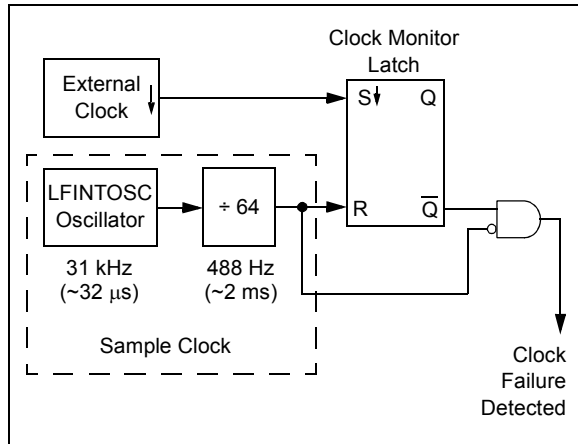 Clock Monitor
Latch
External
Clock
S
Q
LFINTOSC
Oscillator
÷ 64
R
Q
31 kHz
(~32 μs)
488 Hz
(~2 ms)
Sample Clock
Clock
Failure
Detected